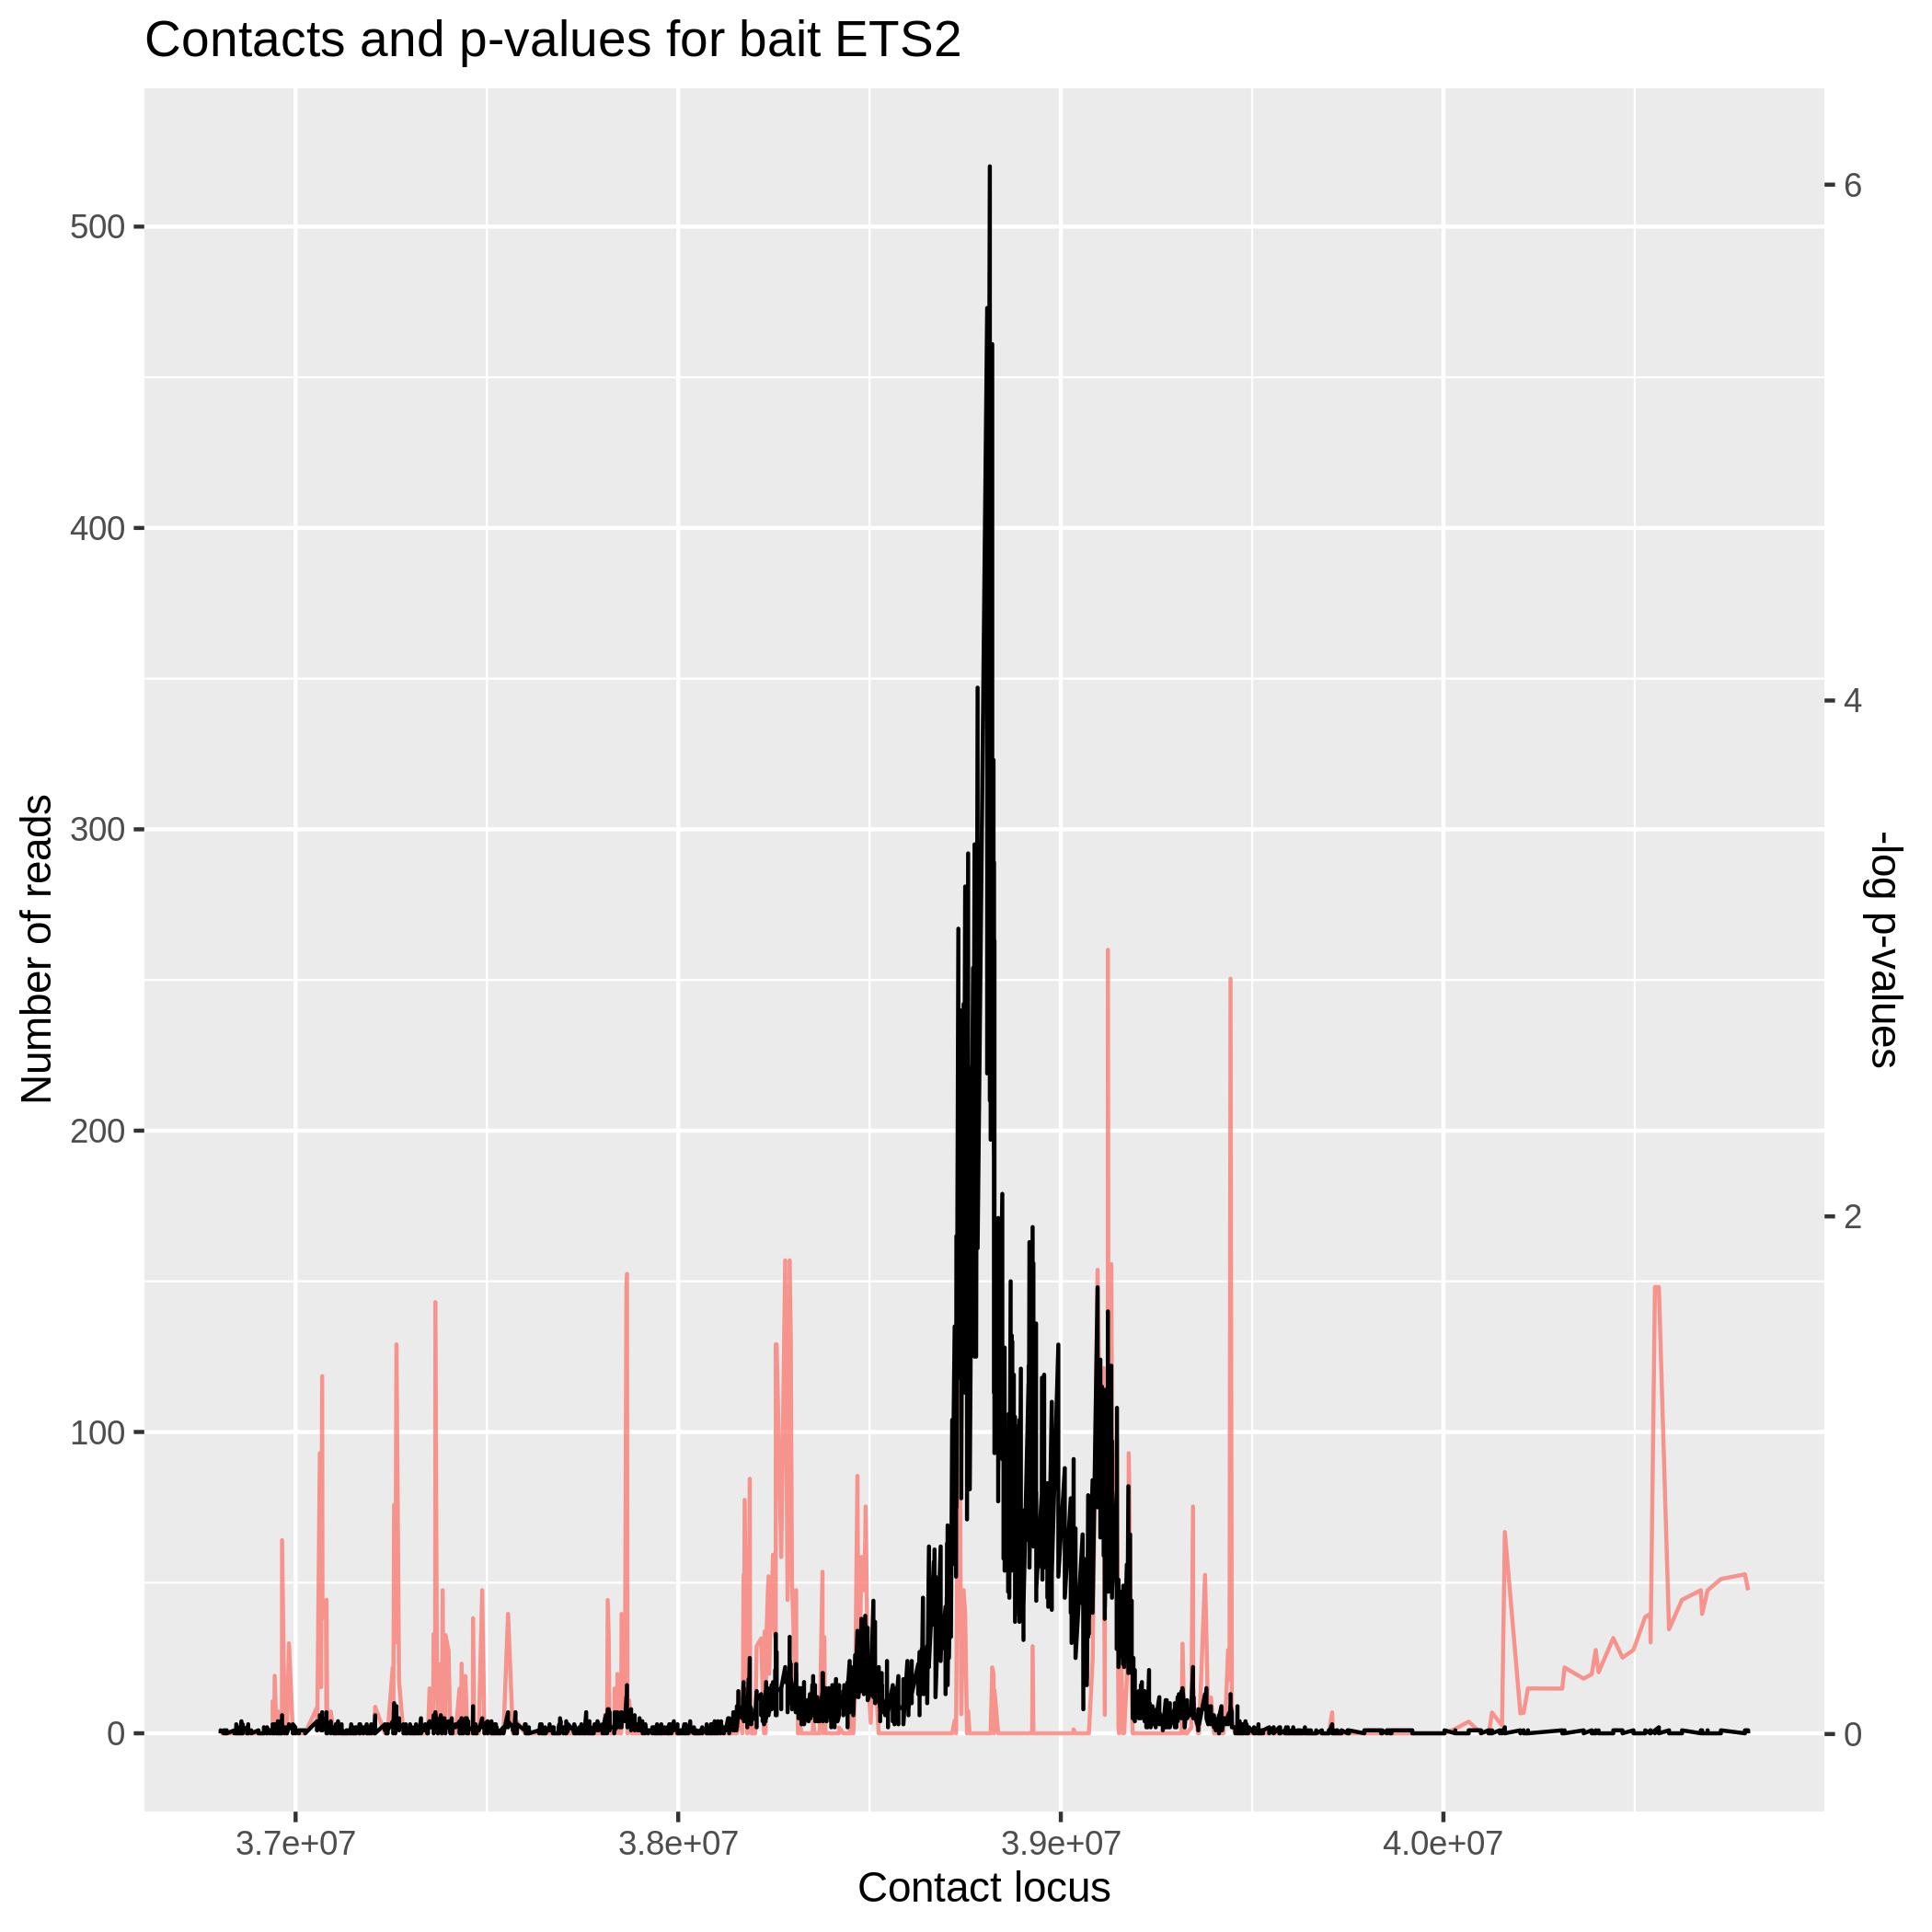 Contacts and p-values for bait ETS2
500
400
300
200
100
0
6
4
2
0
Number of reads
-log p-values
3.7e+07 3.8e+07 3.9e+07 4.0e+07
Contact locus